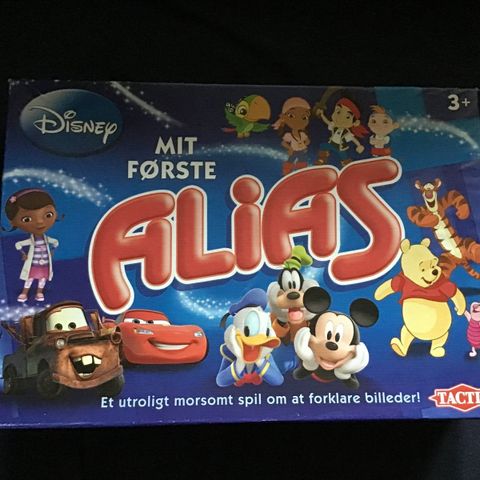 Disney
MIT
FØRSTE
ALIAS
3+
Et utroligt morsomt spil om at forklare billeder!
TACTI